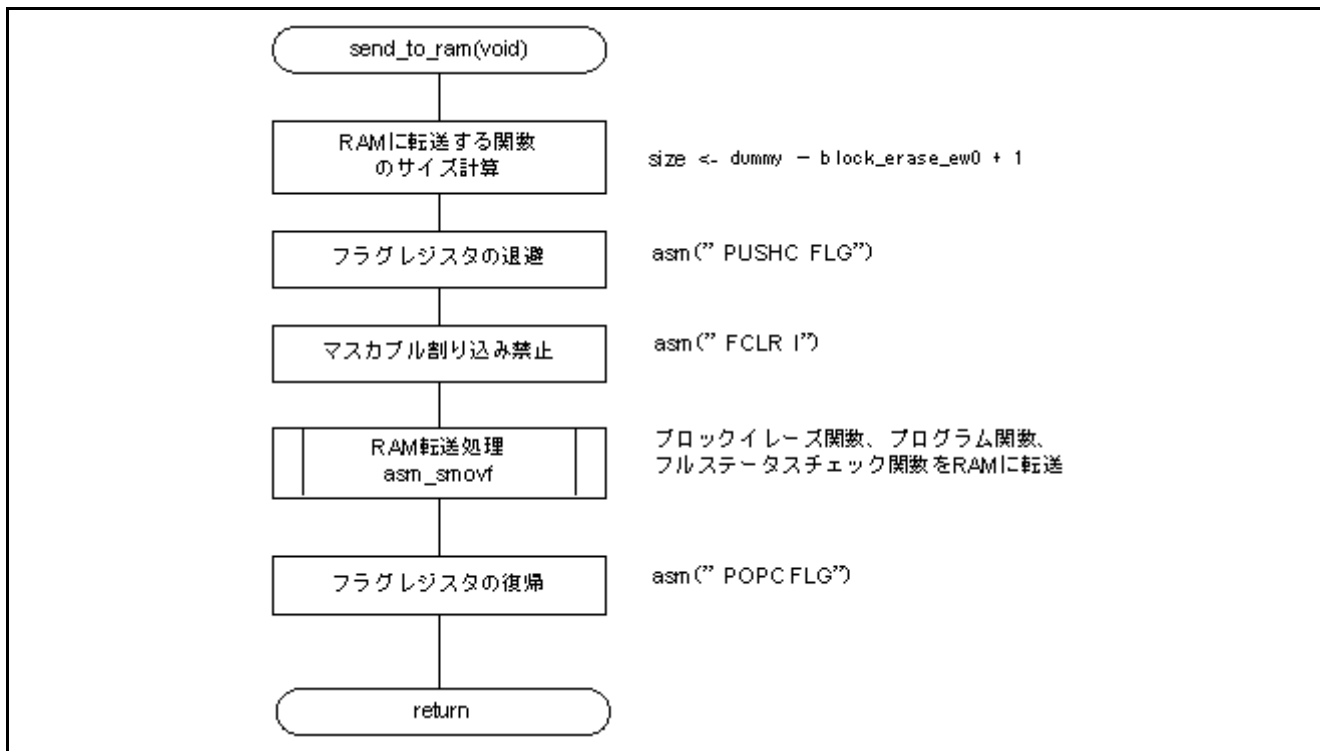 send_to_ram(void)
RAMに転送する関数
のサイズ計算
size <- dummy − block_erase_ew0 + 1
フラグレジスタの退避
asm(” PUSHC FLG”)
マスカブル割り込み禁止
asm(” FCLR I”)
RAM転送処理
asm_smovf
ブロックイレーズ関数、プログラム関数、
フルステータスチェック関数をRAMに転送
フラグレジスタの復帰
asm(” POPC FLG”)
return